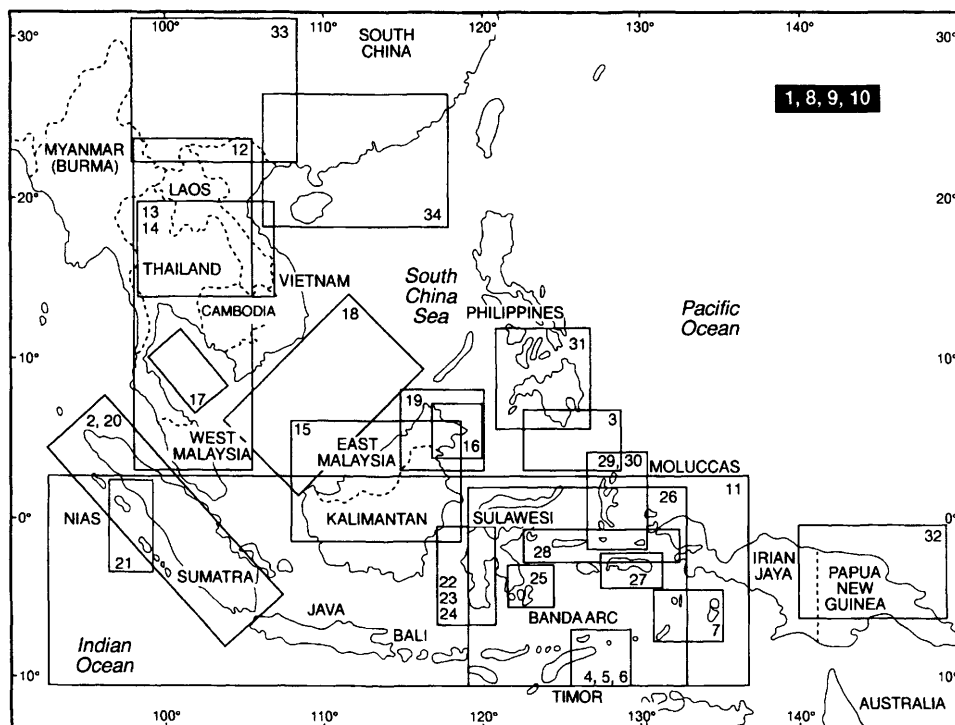 100° 110° 120° 130° 140° 150°
30° 33 SOUTH CHINA 30°
1, 8, 9, 10
MYANMAR (BURMA)
12
LAOS
20° 34 20°
13
14
THAILAND
VIETNAM
CAMBODIA
South China Sea
18
PHILIPPINES
Pacific Ocean
31
10° 10°
17
19
2, 20
15
3
WEST MALAYSIA
EAST MALAYSIA
16
29, 30
MOLUCCAS
11
26
NIAS
0° KALIMANTAN SULAWESI 0°
32
21
SUMATRA
28
IRIAN JAYA
PAPUA NEW GUINEA
22
23
24
25
27
JAVA
BANDA ARC
7
BALI
Indian Ocean
10° 4, 5, 6 10°
TIMOR
AUSTRALIA
100° 110° 120° 130° 140°